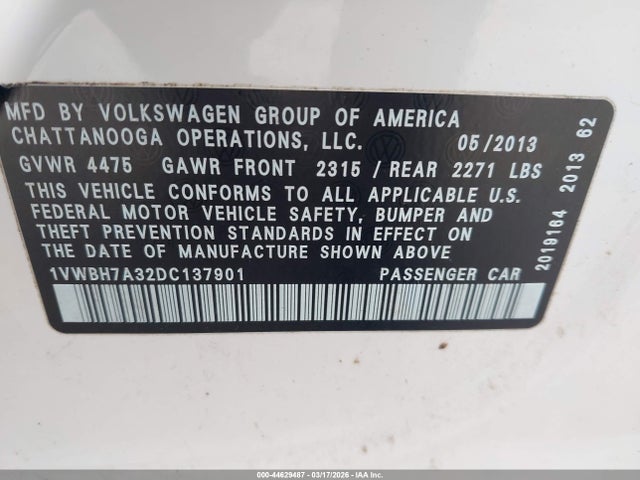 MFD BY VOLKSWAGEN GROUP OF AMERICA
CHATTANOOGA OPERATIONS, LLC. 05/2013
GVWR 4475 GAWR FRONT 2315 / REAR 2271 LBS
THIS VEHICLE CONFORMS TO ALL APPLICABLE U.S.
FEDERAL MOTOR VEHICLE SAFETY, BUMPER AND
THEFT PREVENTION STANDARDS IN EFFECT ON
THE DATE OF MANUFACTURE SHOWN ABOVE
1VWBH7A32DC137901 PASSENGER CAR
2019164 2013 62
000-44629487 - 03/17/2026 - IAA Inc.